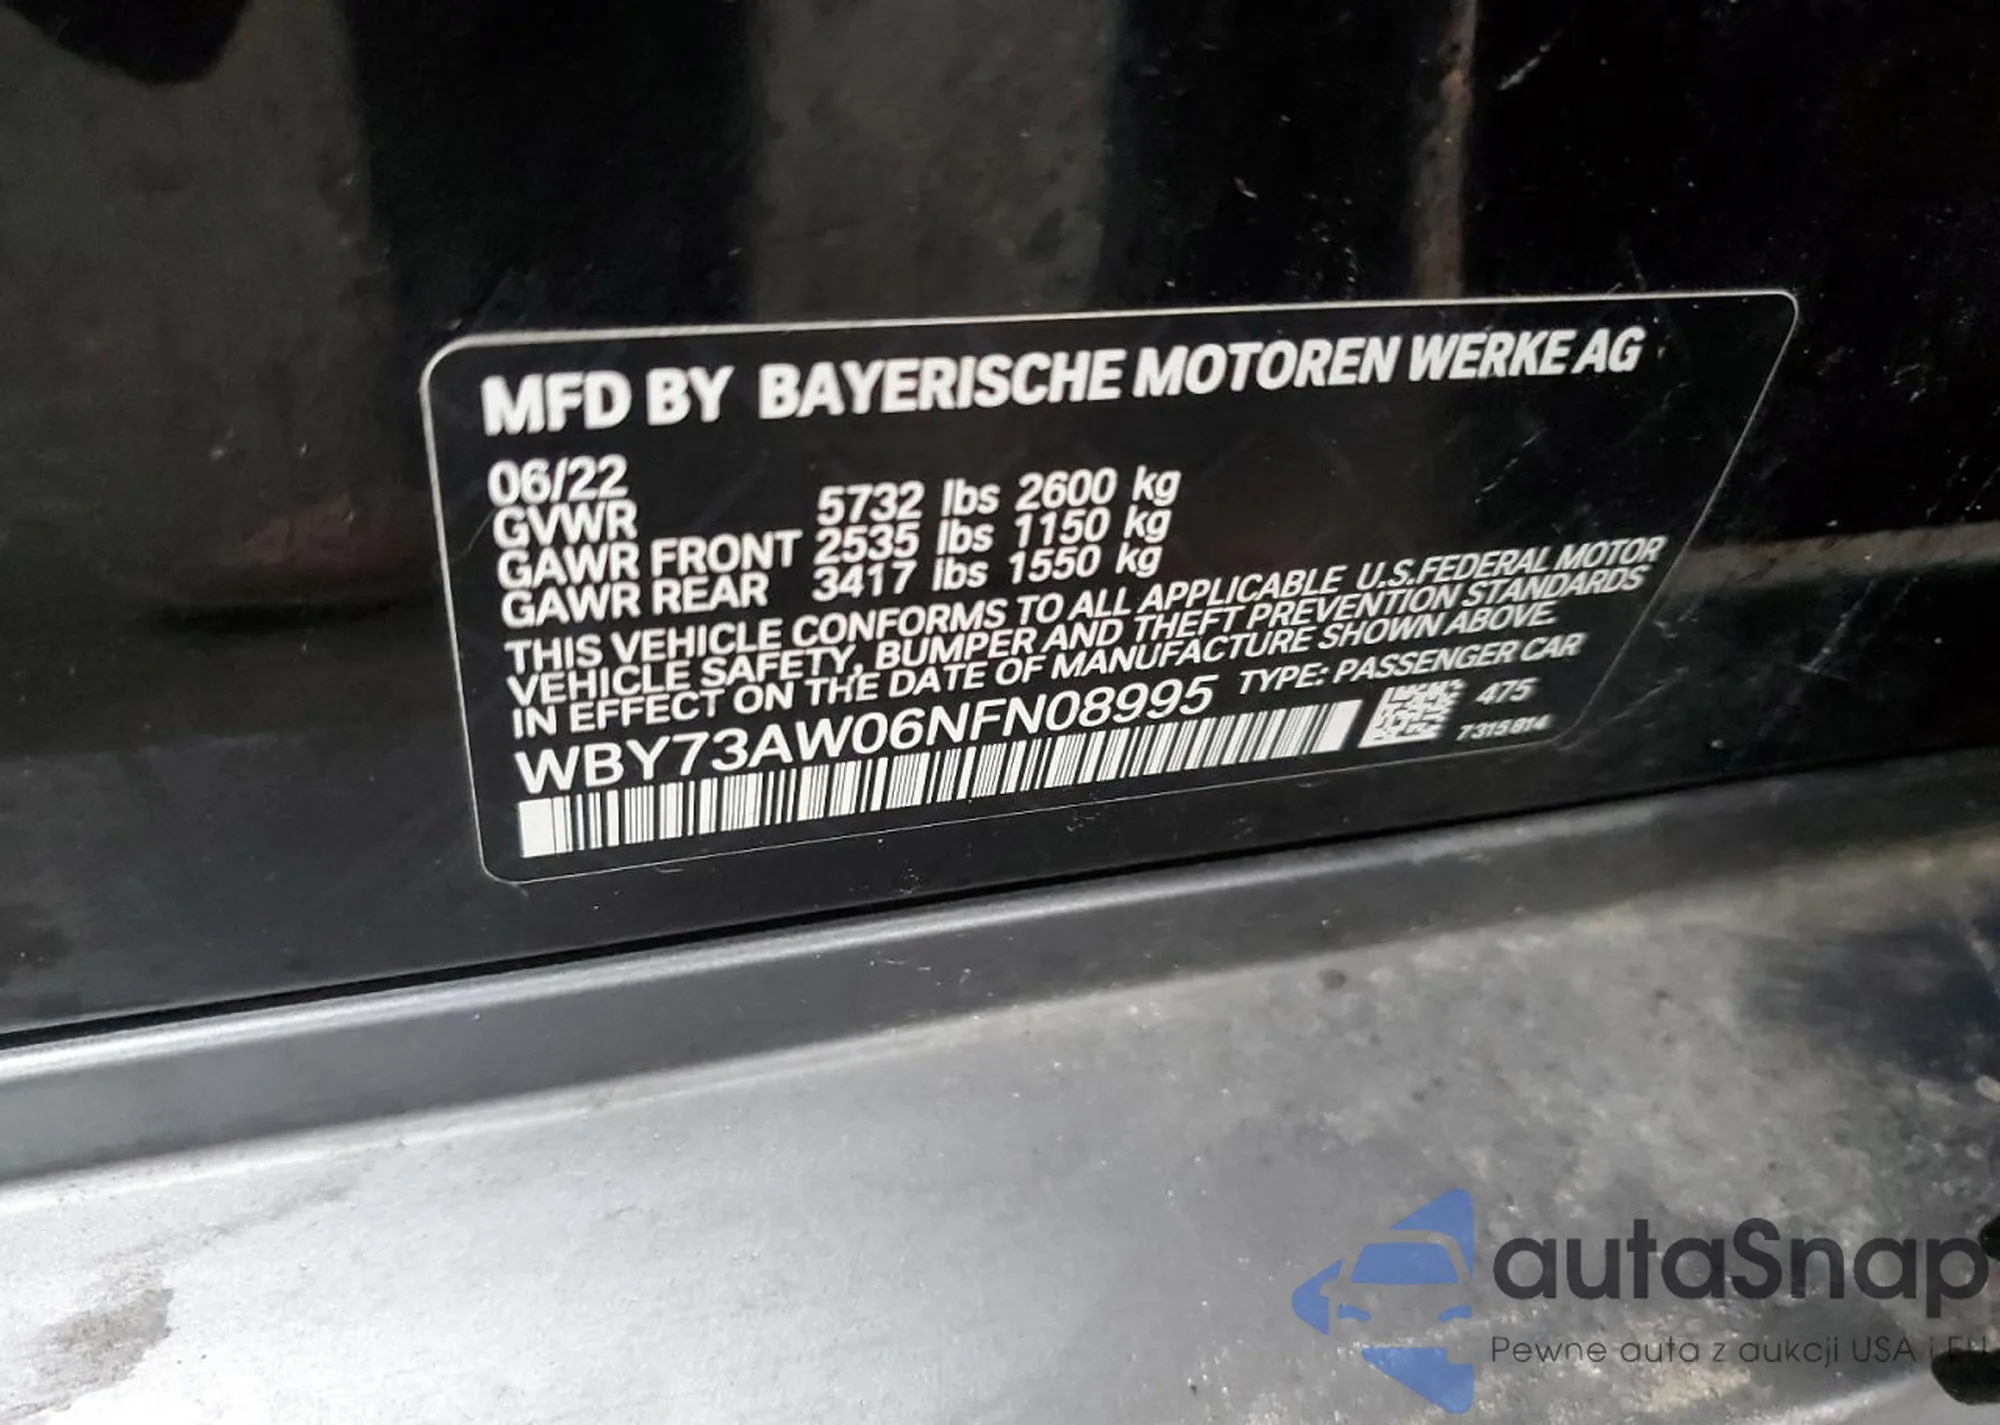 MFD BY BAYERISCHE MOTOREN WERKE AG
06/22
GVWR 5732 lbs 2600 kg
GAWR FRONT 2535 lbs 1150 kg
GAWR REAR 3417 lbs 1550 kg
THIS VEHICLE CONFORMS TO ALL APPLICABLE U.S.FEDERAL MOTOR
VEHICLE SAFETY, BUMPER AND THEFT PREVENTION STANDARDS
IN EFFECT ON THE DATE OF MANUFACTURE SHOWN ABOVE.
WBY73AW06NFN08995 TYPE: PASSENGER CAR
475
7315814
autaSnap
Pewne auta z aukcji USA i EU